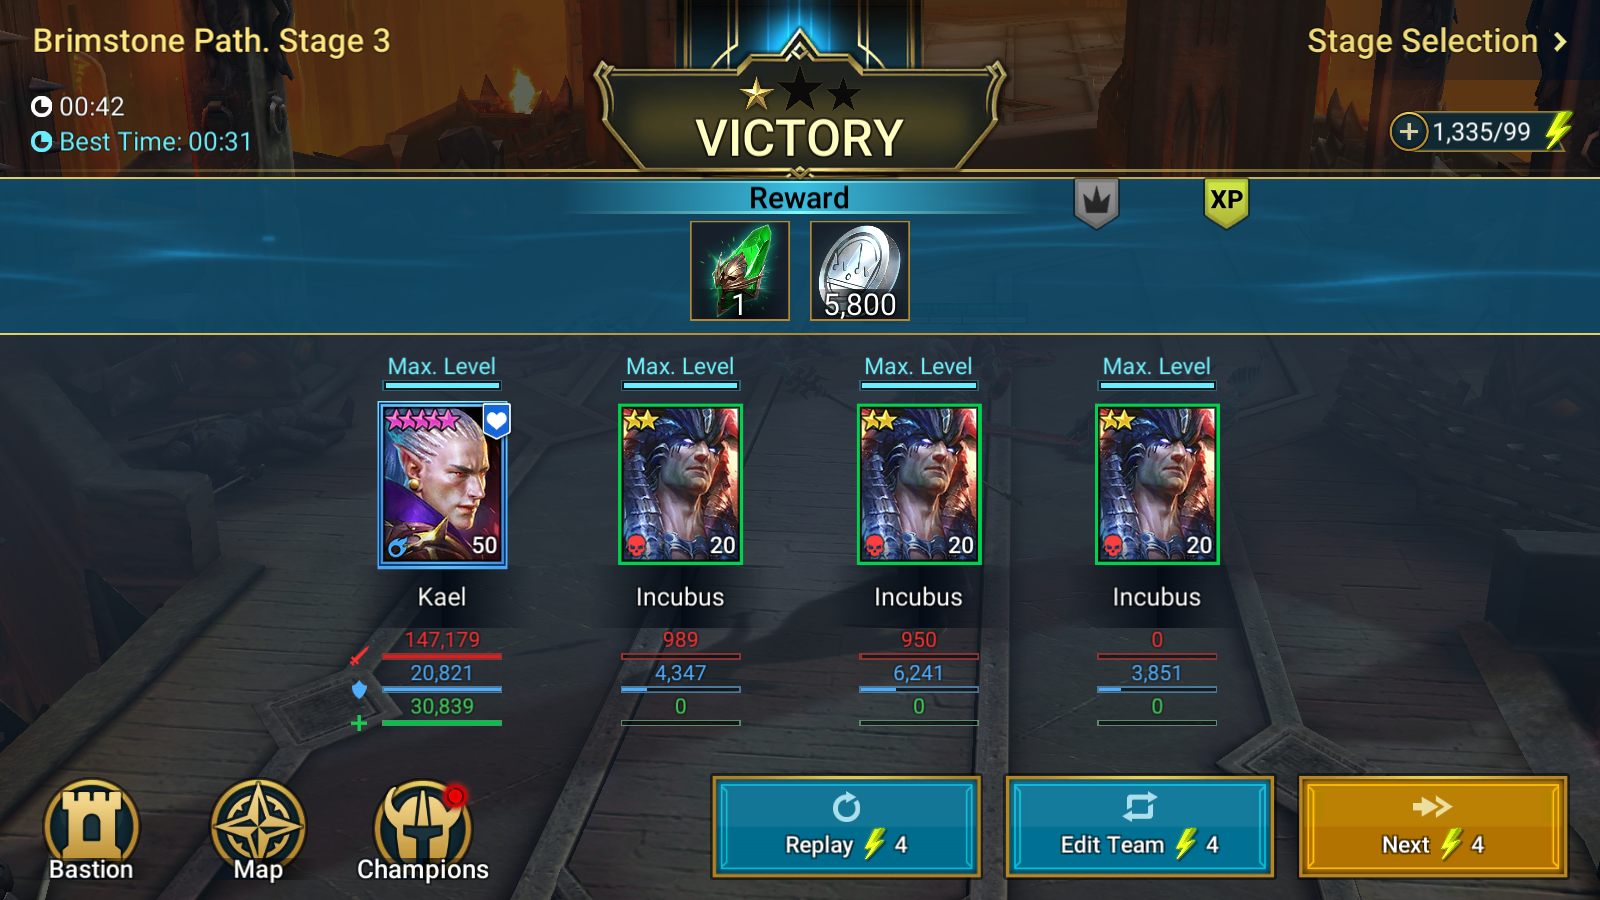 Brimstone Path. Stage 3
Stage Selection
00:42
Best Time: 00:31
VICTORY
1,335/99
Reward
XP
1
5,800
Max. Level
Max. Level
Max. Level
Max. Level
50
20
20
20
Kael
Incubus
Incubus
Incubus
147,179
989
950
0
20,821
4,347
6,241
3,851
30,839
0
0
0
Bastion
Map
Champions
Replay 4
Edit Team 4
Next 4